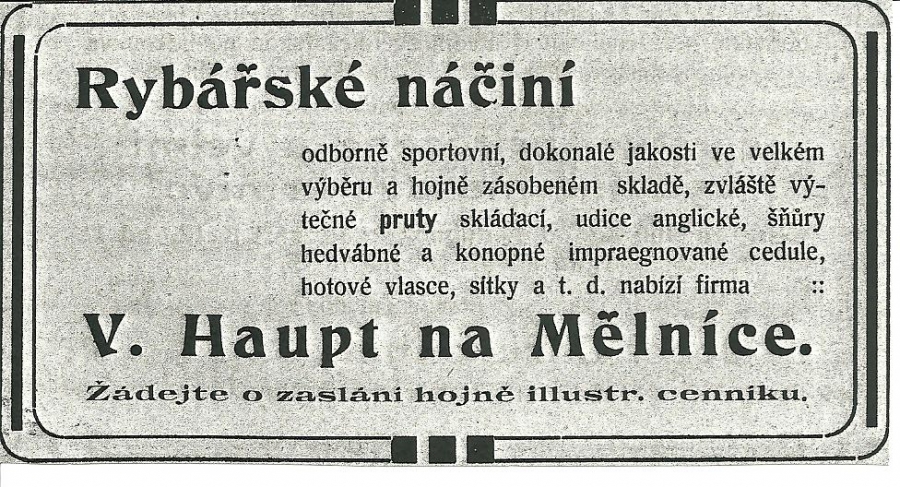 Rybářské náčiní
odborně sportovní, dokonalé jakosti ve velkém
výběru a hojně zásobeném skladě, zvláště vý-
tečné pruty skládací, udice anglické, šňůry
hedvábné a konopné impraegnované cedule,
hotové vlasce, sítky a t. d. nabízí firma ::
V. Haupt na Mělníce.
Žádejte o zaslání hojně illustr. cenniku.